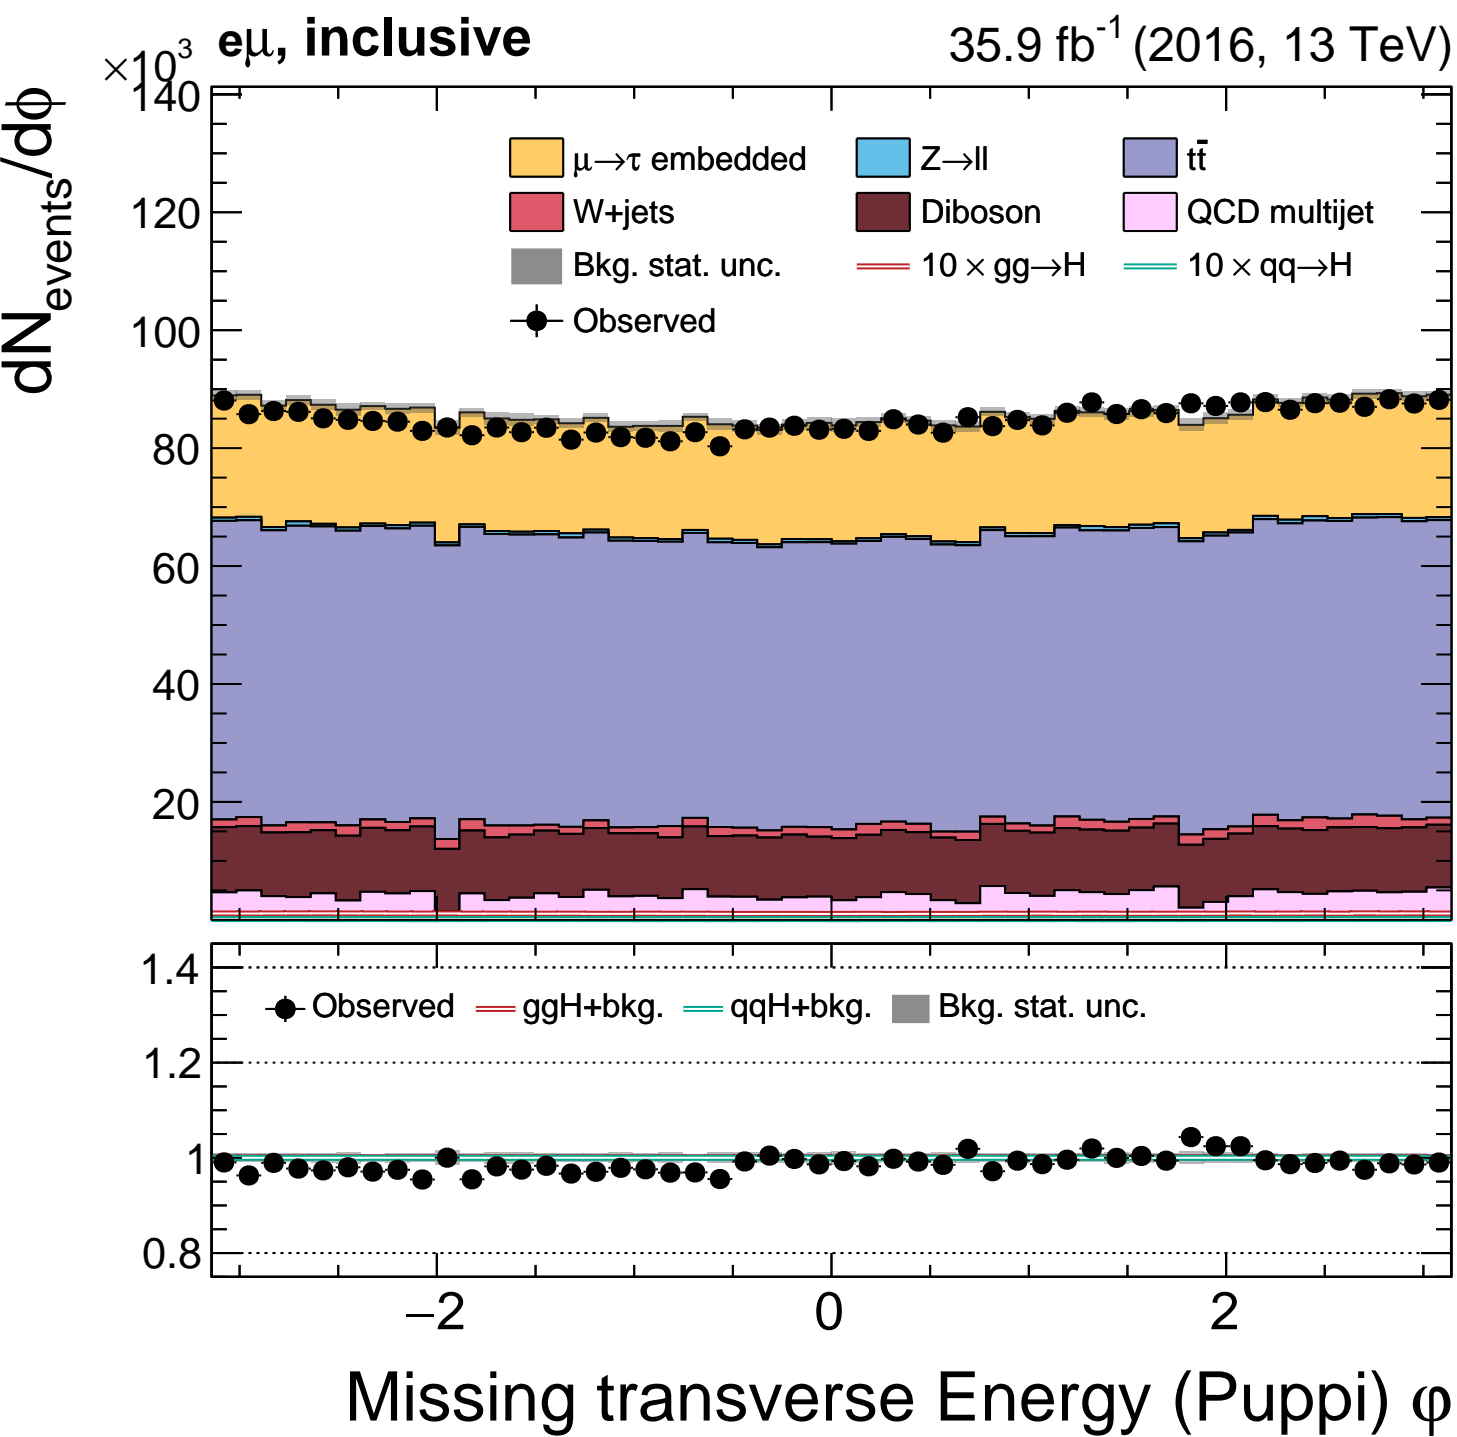 eμ, inclusive 35.9 fb⁻¹ (2016, 13 TeV)
×10³
dN_events/dϕ
140
120
100
80
60
40
20
μ→τ embedded Z→ll tt̄
W+jets Diboson QCD multijet
Bkg. stat. unc. 10 × gg→H 10 × qq→H
Observed
1.4
1.2
1
0.8
Observed ggH+bkg. qqH+bkg. Bkg. stat. unc.
−2 0 2
Missing transverse Energy (Puppi) φ